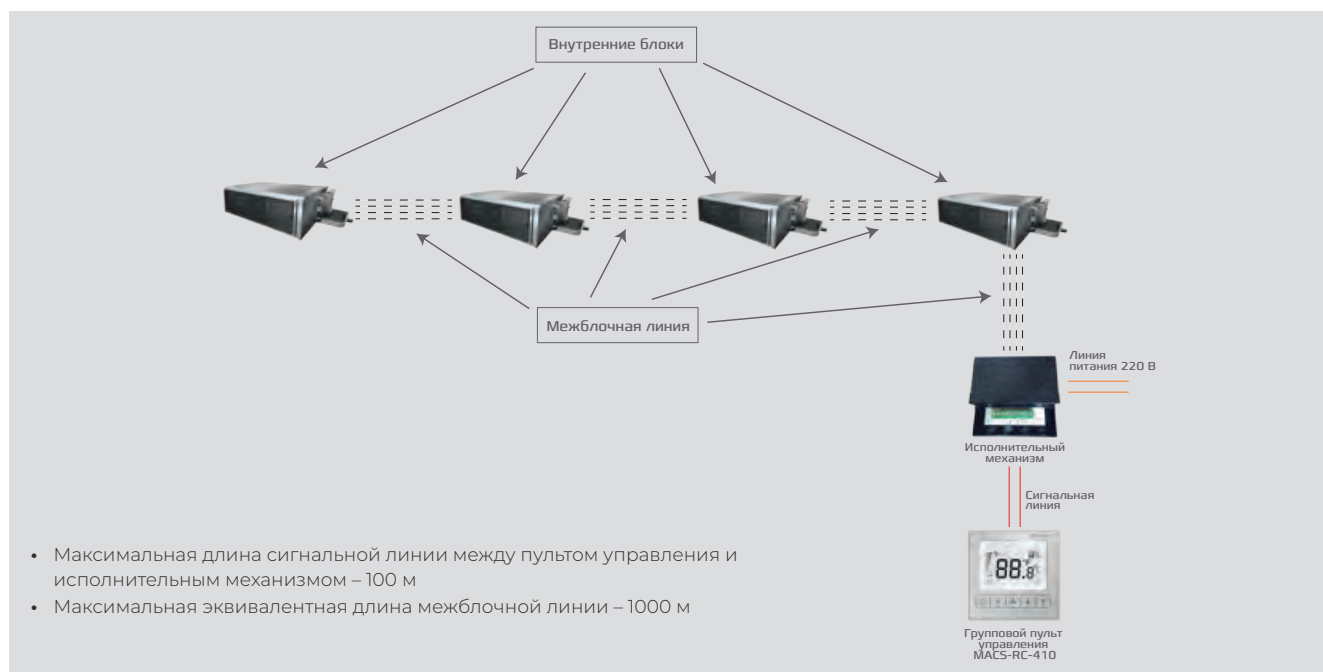 Внутренние блоки
Межблочная линия
Линия
питания 220 В
Исполнительный
механизм
Сигнальная
линия
88.8
Групповой пульт
управления
MACS-RC-410
• Максимальная длина сигнальной линии между пультом управления и
исполнительным механизмом – 100 м
• Максимальная эквивалентная длина межблочной линии – 1000 м